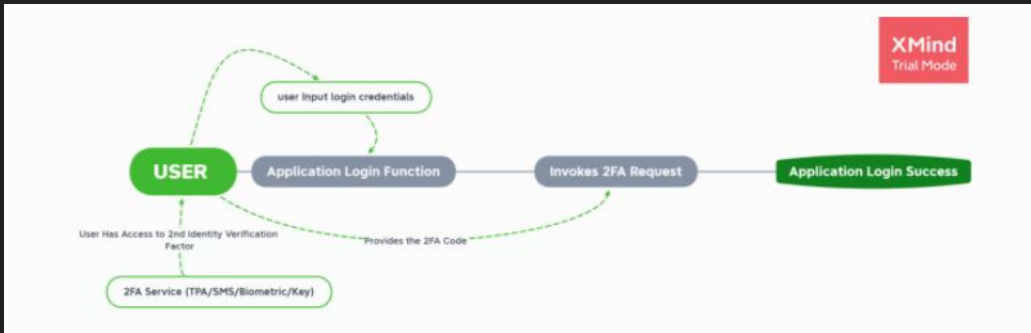 XMind
Trial Mode
user Input login credentials
USER
Application Login Function
Invokes 2FA Request
Application Login Success
User Has Access to 2nd Identity Verification
Factor
Provides the 2FA Code
2FA Service (TPA/SMS/Biometric/Key)